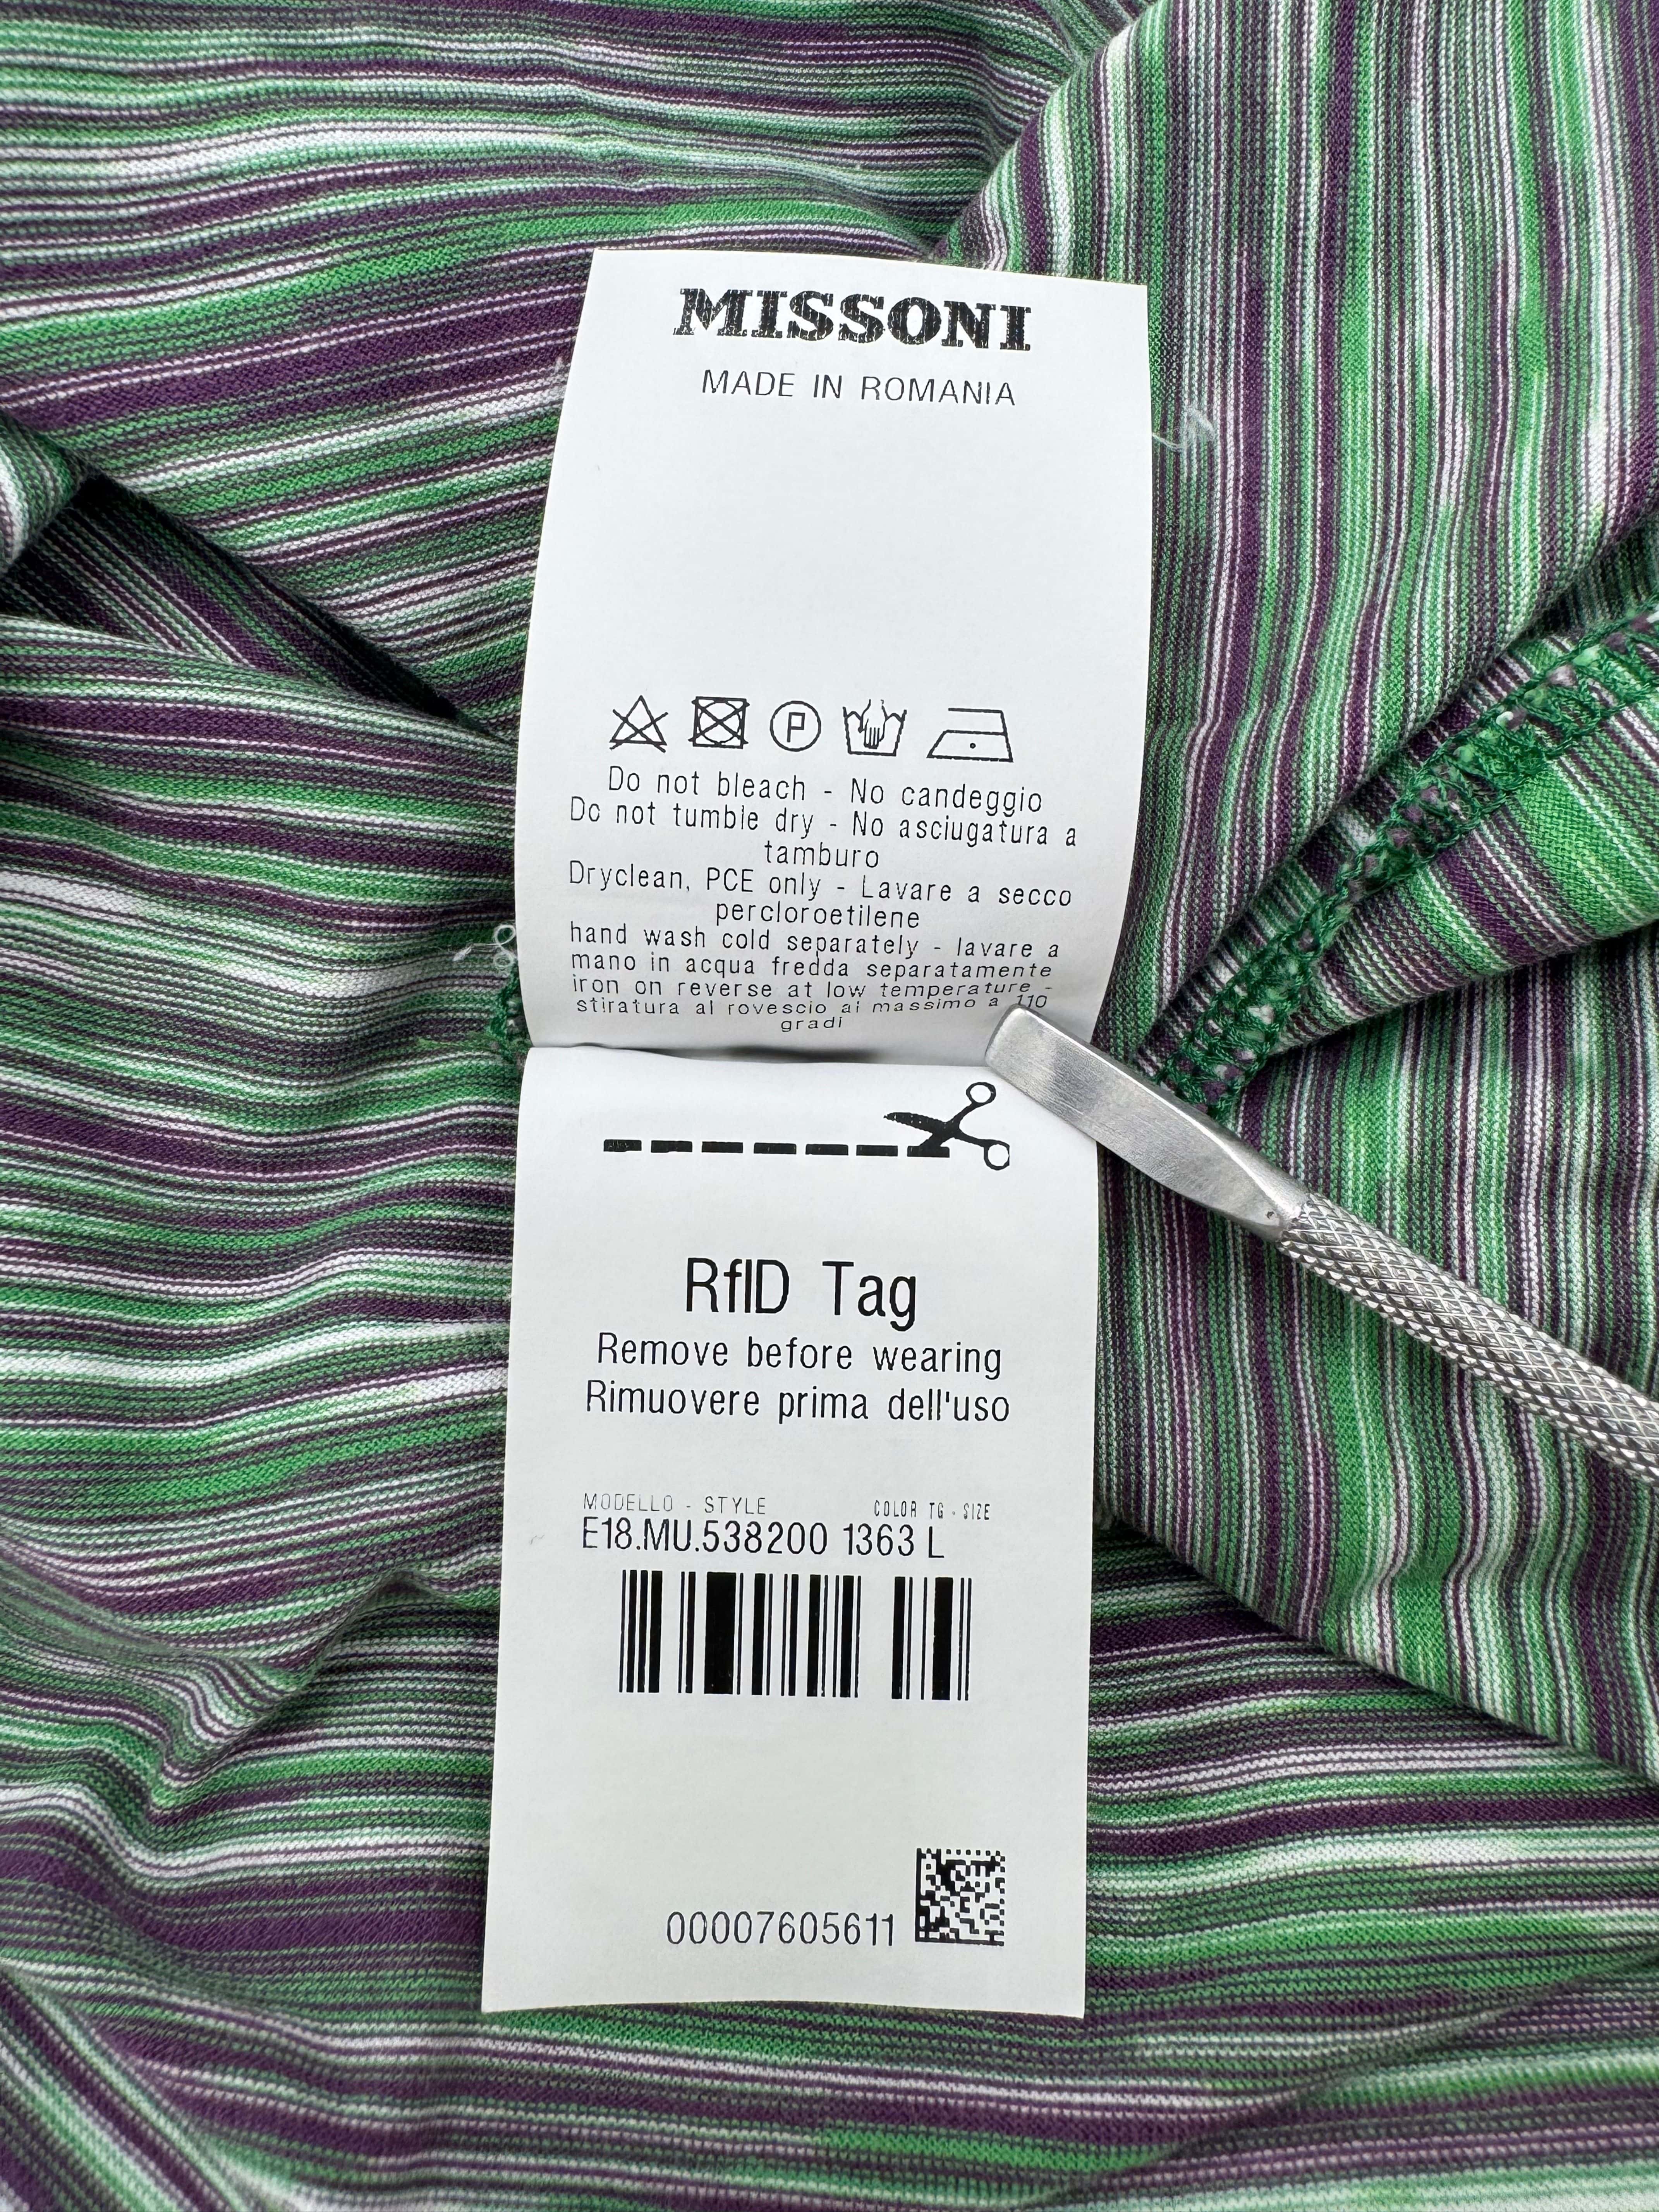 MISSONI
MADE IN ROMANIA
P
Do not bleach - No candeggio
Do not tumble dry - No asciugatura a
tamburo
Dryclean, PCE only - Lavare a secco
percloroetilene
hand wash cold separately - lavare a
mano in acqua fredda separatamente
iron on reverse at low temperature -
stiratura al rovescio ai massimo a 110
gradi
RfID Tag
Remove before wearing
Rimuovere prima dell'uso
MODELLO - STYLE COLOR TG - SIZE
E18.MU.538200 1363 L
00007605611